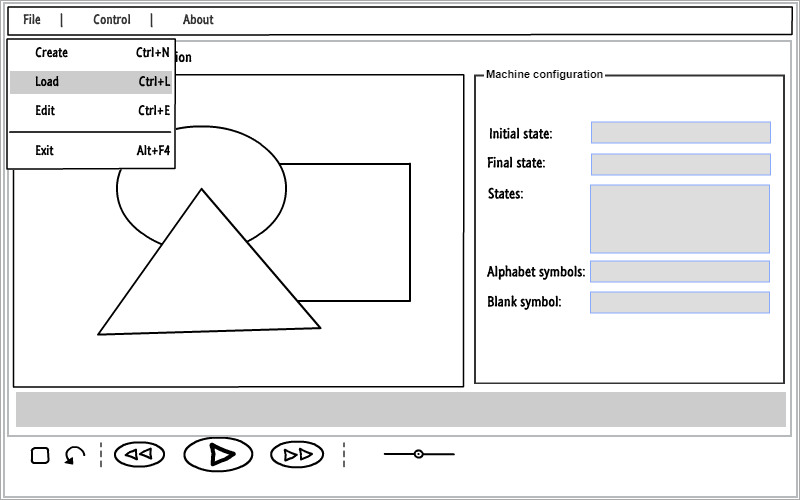 File | Control | About
Create Ctrl+N
Load Ctrl+L
Edit Ctrl+E
Exit Alt+F4
ion
Machine configuration
Initial state:
Final state:
States:
Alphabet symbols:
Blank symbol: